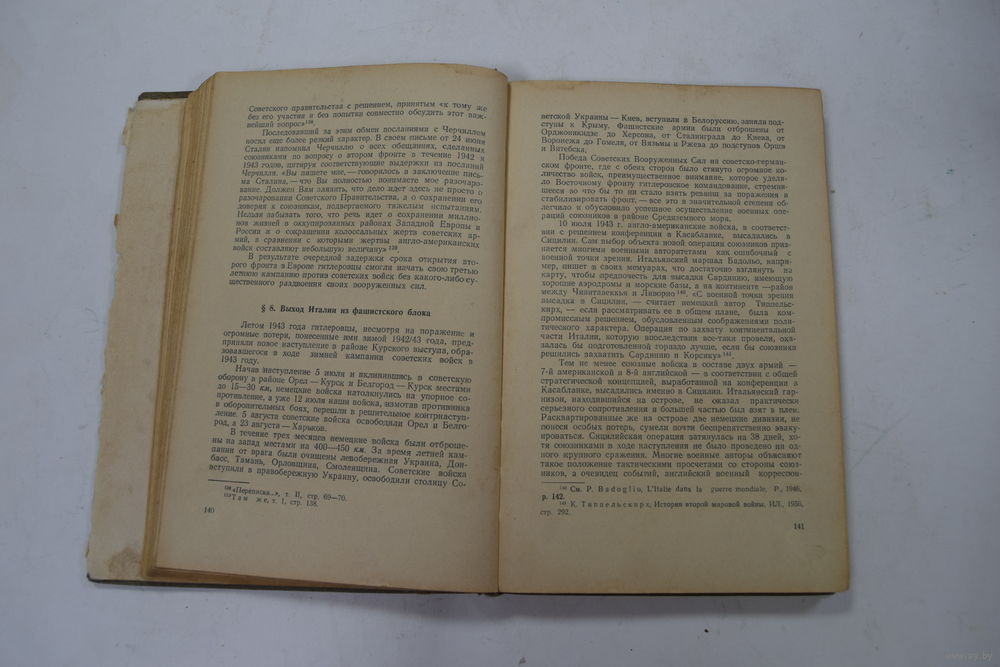 Советского правительства с решением, принятым «к тому же
без его участия и без попытки совместно обсудить этот важ-
нейший вопрос»138.
Последовавший за этим обмен посланиями с Черчиллем
носил еще более резкий характер. В своем письме от 24 июня
Сталин напомнил Черчиллю о всех обещаниях, сделанных
союзниками по вопросу о втором фронте в течение 1942 и
1943 годов, цитируя соответствующие выдержки из посланий
Черчилля. «Вы пишете мне, — говорилось в заключение пись-
ма Сталина, — что Вы полностью понимаете мое разочаро-
вание. Должен Вам заявить, что дело идет здесь не просто о
разочаровании Советского Правительства, а о сохранении его
доверия к союзникам, подвергаемого тяжелым испытаниям.
Нельзя забывать того, что речь идет о сохранении миллио-
нов жизней в оккупированных районах Западной Европы и
России и о сокращении колоссальных жертв советских ар-
мий, в сравнении с которыми жертвы англо-американских
войск составляют небольшую величину»139
В результате очередной задержки срока открытия вто-
рого фронта в Европе гитлеровцы смогли начать свою третью
летнюю кампанию против советских войск без какого-либо су-
щественного раздвоения своих вооруженных сил.
§ 8. Выход Италии из фашистского блока
Летом 1943 года гитлеровцы, несмотря на поражение и
огромные потери, понесенные ими зимой 1942/43 года, пред-
приняли новое наступление в районе Курского выступа, обра-
зовавшегося в ходе зимней кампании советских войск в
1943 году.
Начав наступление 5 июля и вклинившись в советскую
оборону в районе Орел — Курск и Белгород — Курск местами
до 15—30 км, немецкие войска натолкнулись на упорное со-
противление, а уже 12 июля наши войска, измотав противника
в оборонительных боях, перешли в решительное контрнаступ-
ление. 5 августа советские войска освободили Орел и Белго-
род, а 23 августа — Харьков.
В течение трех месяцев немецкие войска были отброше-
ны на запад местами на 400—450 км. За время летней кам-
пании от врага были очищены левобережная Украина, Дон-
басс, Тамань, Орловщина, Смоленщина. Советские войска
вступили в правобережную Украину, освободили столицу Со-
138 «Переписка...», т. II, стр. 69—70.
139 Там же, т. I, стр. 138.
140
ветской Украины — Киев, вступили в Белоруссию, заняли под-
ступы к Крыму. Фашистские армии были отброшены от
Орджоникидзе до Херсона, от Сталинграда до Киева, от
Воронежа до Гомеля, от Вязьмы и Ржева до подступов Орши
и Витебска.
Победа Советских Вооруженных Сил на советско-герман-
ском фронте, где с обеих сторон было стянуто огромное ко-
личество войск, преимущественное внимание, которое уделя-
ло Восточному фронту гитлеровское командование, стремив-
шееся во что бы то ни стало взять реванш за поражения и
стабилизировать фронт, — все это в значительной степени об-
легчило и обусловило успешное осуществление военных опе-
раций союзников в районе Средиземного моря.
10 июля 1943 г. англо-американские войска, в соответст-
вии с решением конференции в Касабланке, высадились в
Сицилии. Сам выбор объекта новой операции союзников приз-
нается многими военными авторитетами как ошибочный с
военной точки зрения. Итальянский маршал Бадольо, нап-
ример, пишет в своих мемуарах, что достаточно взглянуть на
карту, чтобы предпочесть для высадки Сардинию, имеющую
хорошие аэродромы и морские базы, а на континенте —район
между Чивитавеккья и Ливорно140. «С военной точки зрения
высадка в Сицилии, — считает немецкий автор Типпельс-
кирх, — если рассматривать ее в общем плане, была ком-
промиссным решением, обусловленным соображениями поли-
тического характера. Операция по захвату континентальной
части Италии, которую впоследствии все-таки провели, ока-
залась бы подготовленной гораздо лучше, если бы союзники
решились захватить Сардинию и Корсику»141.
Тем не менее союзные войска в составе двух армий —
7-й американской и 8-й английской — в соответствии с общей
стратегической концепцией, выработанной на конференции в
Касабланке, высадились именно в Сицилии. Итальянский гар-
низон, находившийся на острове, не оказал практически
серьезного сопротивления и большей частью был взят в плен.
Расквартированные же на острове две немецкие дивизии, не
понеся особых потерь, сумели почти беспрепятственно эваку-
ироваться. Сицилийская операция затянулась на 38 дней, хо-
тя союзниками в ходе наступления не было проведено ни од-
ного крупного сражения. Многие военные авторы объясняют
такое положение тактическими просчетами со стороны союз-
ников, а очевидец событий, английский военный корреспон-
140 См. P. Badoglio, L'Italie dans la guerre mondiale, P., 1946,
p. 142.
141 К. Типпельскирх, История второй мировой войны, ИЛ., 1956,
стр. 292.
141
www.ay.by